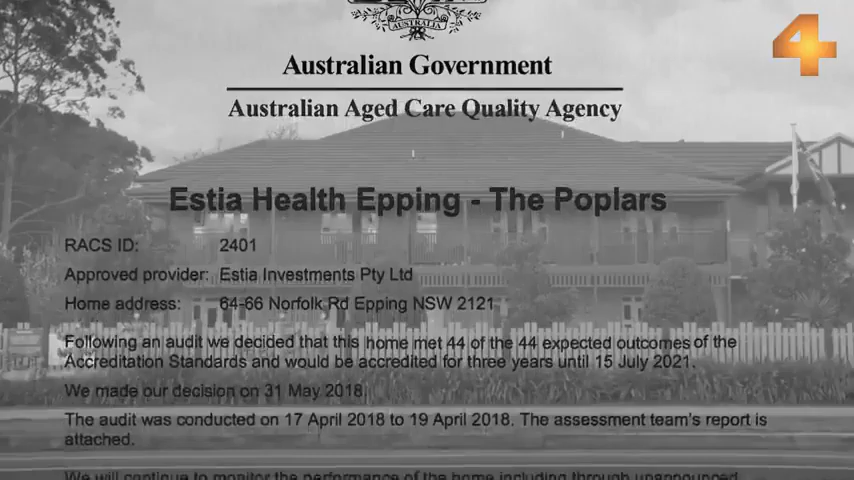 4
AUSTRALIA
Australian Government
Australian Aged Care Quality Agency
Estia Health Epping - The Poplars
RACS ID: 2401
Approved provider: Estia Investments Pty Ltd
Home address: 64-66 Norfolk Rd Epping NSW 2121
Following an audit we decided that this home met 44 of the 44 expected outcomes of the
Accreditation Standards and would be accredited for three years until 15 July 2021.
We made our decision on 31 May 2018.
The audit was conducted on 17 April 2018 to 19 April 2018. The assessment team's report is
attached.
We will continue to monitor the performance of the home including through unannounced